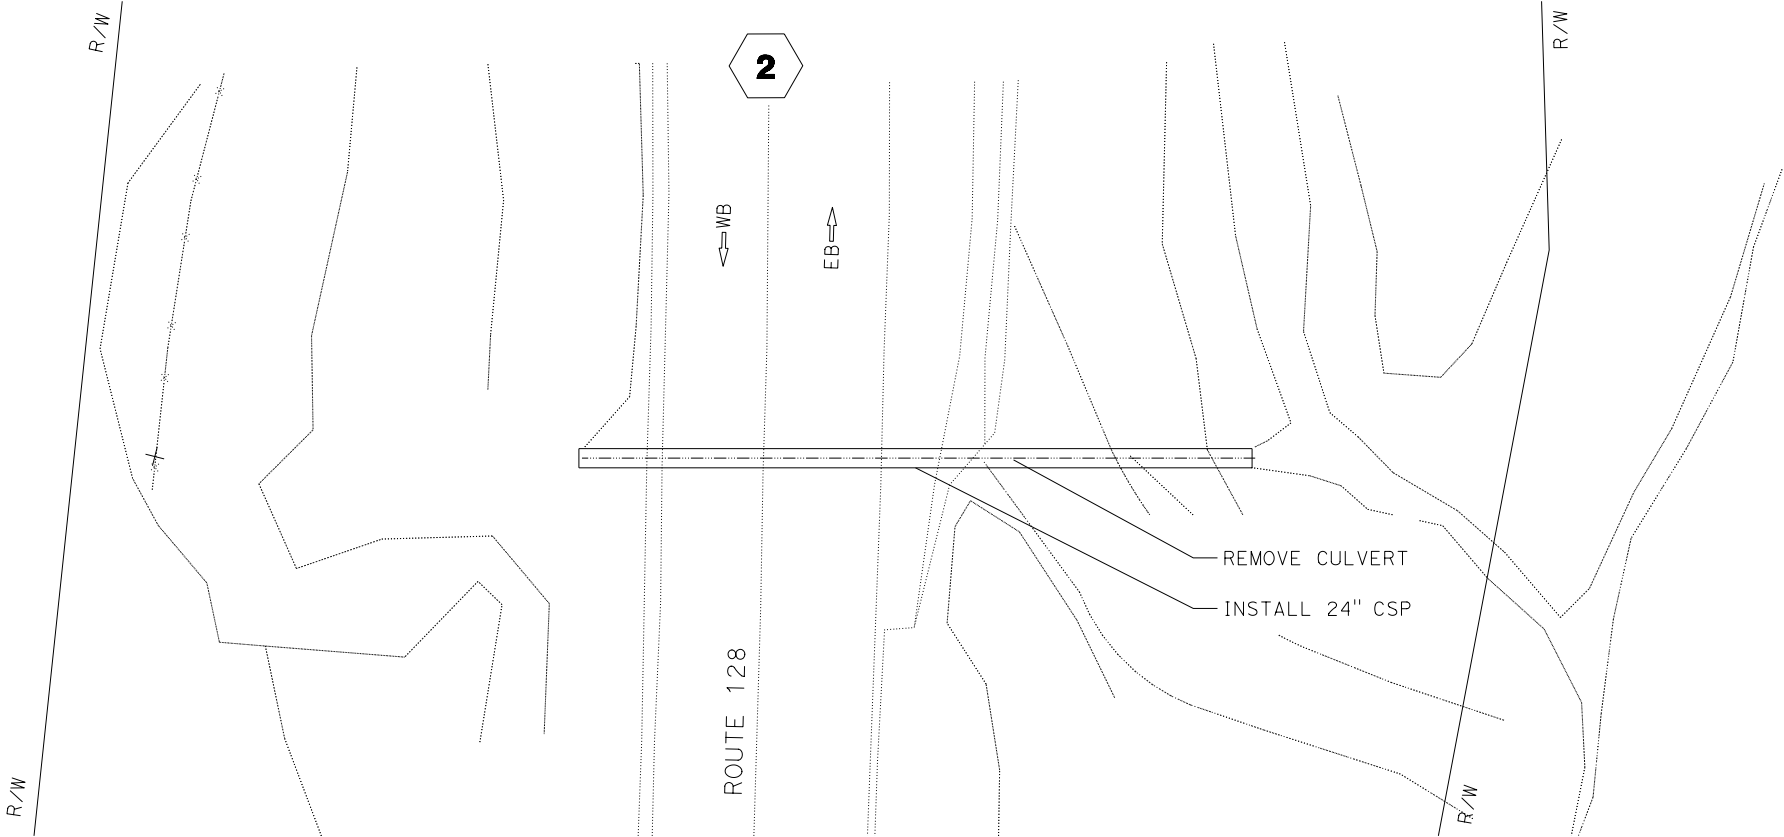 R/W
R/W
2
WB
EB
REMOVE CULVERT
INSTALL 24" CSP
ROUTE 128
R/W
R/W